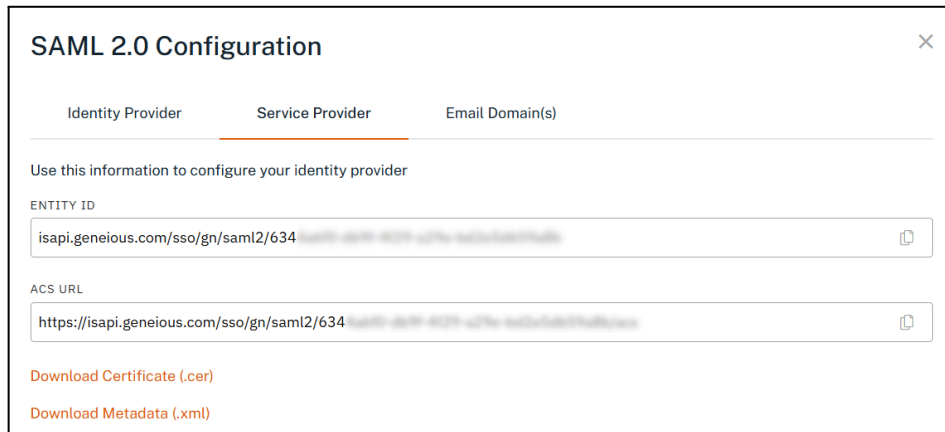 SAML 2.0 Configuration
Identity Provider Service Provider Email Domain(s)
Use this information to configure your identity provider
ENTITY ID
isapi.geneious.com/sso/gn/saml2/634
ACS URL
https://isapi.geneious.com/sso/gn/saml2/634
Download Certificate (.cer)
Download Metadata (.xml)